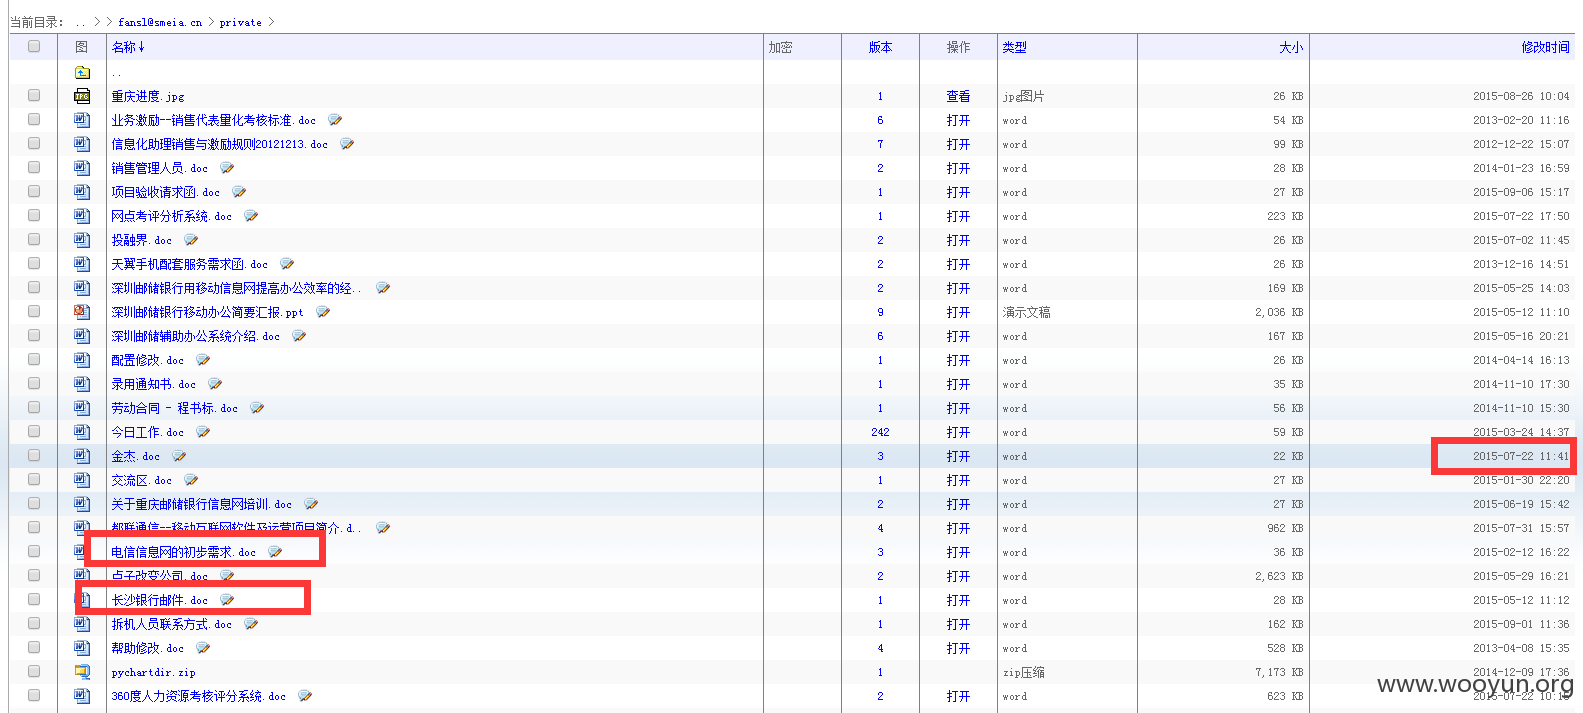 当前目录: .. > > fansl@smeia.cn > private >
图 名称↓ 加密 版本 操作 类型 大小 修改时间
..
重庆进度.jpg 1 查看 jpg图片 26 KB 2015-08-26 10:04
业务激励--销售代表量化考核标准.doc 6 打开 word 54 KB 2013-02-20 11:16
信息化助理销售与激励规则20121213.doc 7 打开 word 99 KB 2012-12-22 15:07
销售管理人员.doc 2 打开 word 28 KB 2014-01-23 16:59
项目验收请求函.doc 1 打开 word 27 KB 2015-09-06 15:17
网点考评分析系统.doc 1 打开 word 223 KB 2015-07-22 17:50
投融界.doc 2 打开 word 26 KB 2015-07-02 11:45
天翼手机配套服务需求函.doc 2 打开 word 26 KB 2013-12-16 14:51
深圳邮储银行用移动信息网提高办公效率的经.. 2 打开 word 169 KB 2015-05-25 14:03
深圳邮储银行移动办公简要汇报.ppt 9 打开 演示文稿 2,036 KB 2015-05-12 11:10
深圳邮储辅助办公系统介绍.doc 6 打开 word 167 KB 2015-05-16 20:21
配置修改.doc 1 打开 word 26 KB 2014-04-14 16:13
录用通知书.doc 1 打开 word 35 KB 2014-11-10 17:30
劳动合同 - 程书标.doc 1 打开 word 56 KB 2014-11-10 15:30
今日工作.doc 242 打开 word 59 KB 2015-03-24 14:37
金杰.doc 3 打开 word 22 KB 2015-07-22 11:41
交流区.doc 1 打开 word 27 KB 2015-01-30 22:20
关于重庆邮储银行信息网培训.doc 2 打开 word 27 KB 2015-06-19 15:42
都联通信--移动互联网软件及运营项目简介.d.. 4 打开 word 962 KB 2015-07-31 15:57
电信信息网的初步需求.doc 3 打开 word 36 KB 2015-02-12 16:22
点子改变公司.doc 2 打开 word 2,623 KB 2015-05-29 16:21
长沙银行邮件.doc 1 打开 word 28 KB 2015-05-12 11:12
拆机人员联系方式.doc 1 打开 word 162 KB 2015-09-01 11:36
帮助修改.doc 4 打开 word 528 KB 2013-04-08 15:35
pychartdir.zip 1 zip压缩 7,173 KB 2014-12-09 17:36
360度人力资源考核评分系统.doc 2 打开 word 623 KB 2015-07-22 10:15
www.wooyun.org